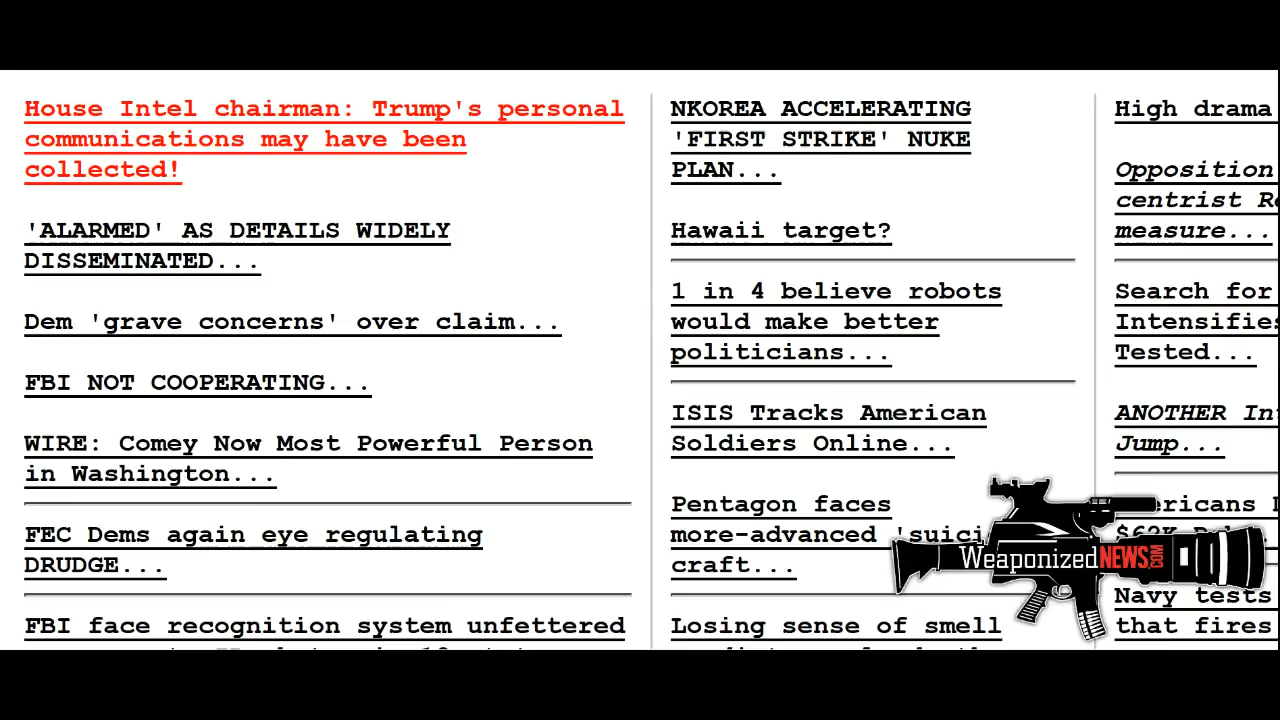 House Intel chairman: Trump's personal
communications may have been
collected!
'ALARMED' AS DETAILS WIDELY
DISSEMINATED...
Dem 'grave concerns' over claim...
FBI NOT COOPERATING...
WIRE: Comey Now Most Powerful Person
in Washington...
FEC Dems again eye regulating
DRUDGE...
FBI face recognition system unfettered
NKOREA ACCELERATING
'FIRST STRIKE' NUKE
PLAN...
Hawaii target?
1 in 4 believe robots
would make better
politicians...
ISIS Tracks American
Soldiers Online...
Pentagon faces
more-advanced 'suici
craft...
Losing sense of smell
High drama
Opposition
centrist Re
measure...
Search for
Intensifies
Tested...
ANOTHER In
Jump...
$62K
Navy tests
that fires
WeaponizedNEWS.COM